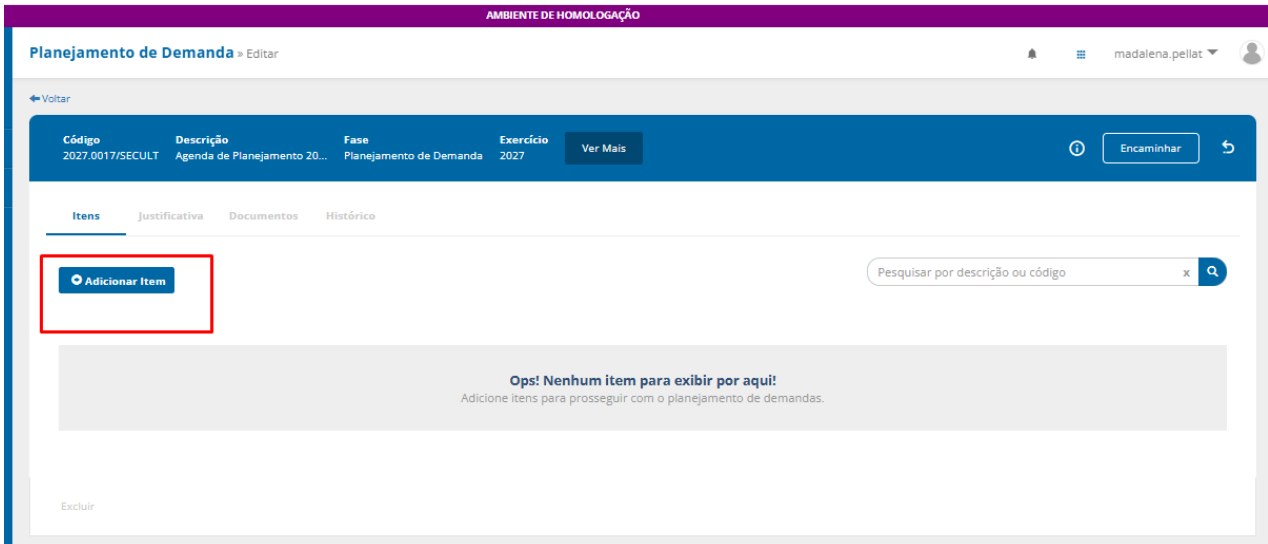 AMBIENTE DE HOMOLOGAÇÃO
Planejamento de Demanda » Editar
madalena.pellat
Voltar
Código Descrição Fase Exercício
2027.0017/SECULT Agenda de Planejamento 20... Planejamento de Demanda 2027
Ver Mais
Encaminhar
Itens Justificativa Documentos Histórico
Adicionar Item
Pesquisar por descrição ou código x
Ops! Nenhum item para exibir por aqui!
Adicione itens para prosseguir com o planejamento de demandas.
Excluir